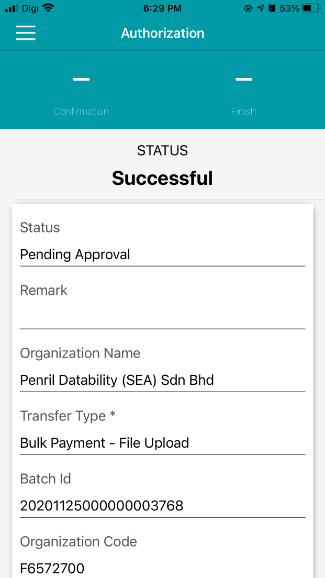 Digi 6:29 PM 53%
Authorization
Confirmation Finish
STATUS
Successful
Status
Pending Approval
Remark
Organization Name
Penril Datability (SEA) Sdn Bhd
Transfer Type *
Bulk Payment - File Upload
Batch Id
20201125000000003768
Organization Code
F6572700